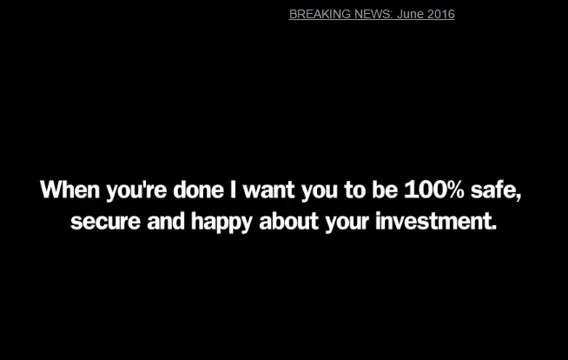 BREAKING NEWS: June 2016
When you're done I want you to be 100% safe,
secure and happy about your investment.